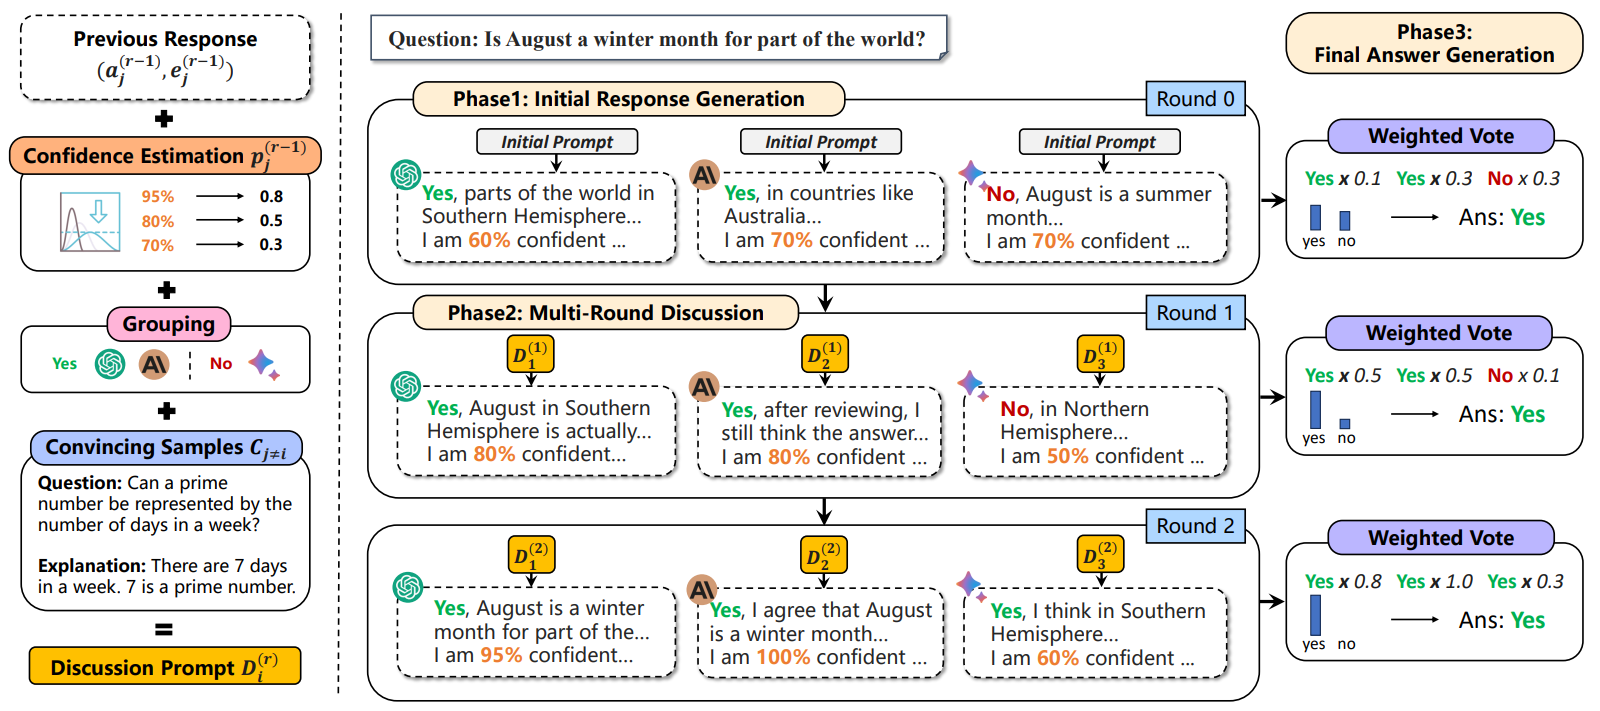 Previous Response
(a_j^(r−1), e_j^(r−1))
Confidence Estimation p_j^(r−1)
95% 0.8
80% 0.5
70% 0.3
Grouping
Yes No
Convincing Samples C_j≠i
Question: Can a prime
number be represented by the
number of days in a week?
Explanation: There are 7 days
in a week. 7 is a prime number.
Discussion Prompt D_i^(r)
Question: Is August a winter month for part of the world?
Phase1: Initial Response Generation
Round 0
Initial Prompt
Yes, parts of the world in
Southern Hemisphere...
I am 60% confident ...
Initial Prompt
Yes, in countries like
Australia...
I am 70% confident ...
Initial Prompt
No, August is a summer
month...
I am 70% confident ...
Phase2: Multi-Round Discussion
Round 1
D_1^(1)
Yes, August in Southern
Hemisphere is actually...
I am 80% confident...
D_2^(1)
Yes, after reviewing, I
still think the answer...
I am 80% confident ...
D_3^(1)
No, in Northern
Hemisphere...
I am 50% confident ...
Round 2
D_1^(2)
Yes, August is a winter
month for part of the...
I am 95% confident...
D_2^(2)
Yes, I agree that August
is a winter month...
I am 100% confident ...
D_3^(2)
Yes, I think in Southern
Hemisphere...
I am 60% confident ...
Phase3:
Final Answer Generation
Weighted Vote
Yes x 0.1 Yes x 0.3 No x 0.3
Ans: Yes
yes no
Weighted Vote
Yes x 0.5 Yes x 0.5 No x 0.1
Ans: Yes
yes no
Weighted Vote
Yes x 0.8 Yes x 1.0 Yes x 0.3
Ans: Yes
yes no